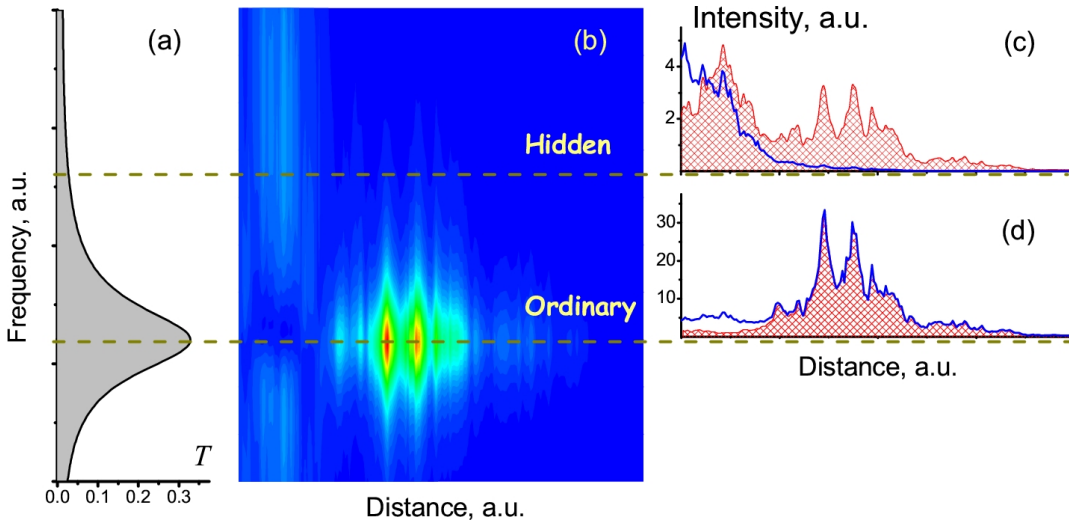 (a)
Frequency, a.u.
T
0.0 0.1 0.2 0.3
(b)
Hidden
Ordinary
Distance, a.u.
Intensity, a.u.
(c)
4
2
(d)
30
20
10
Distance, a.u.